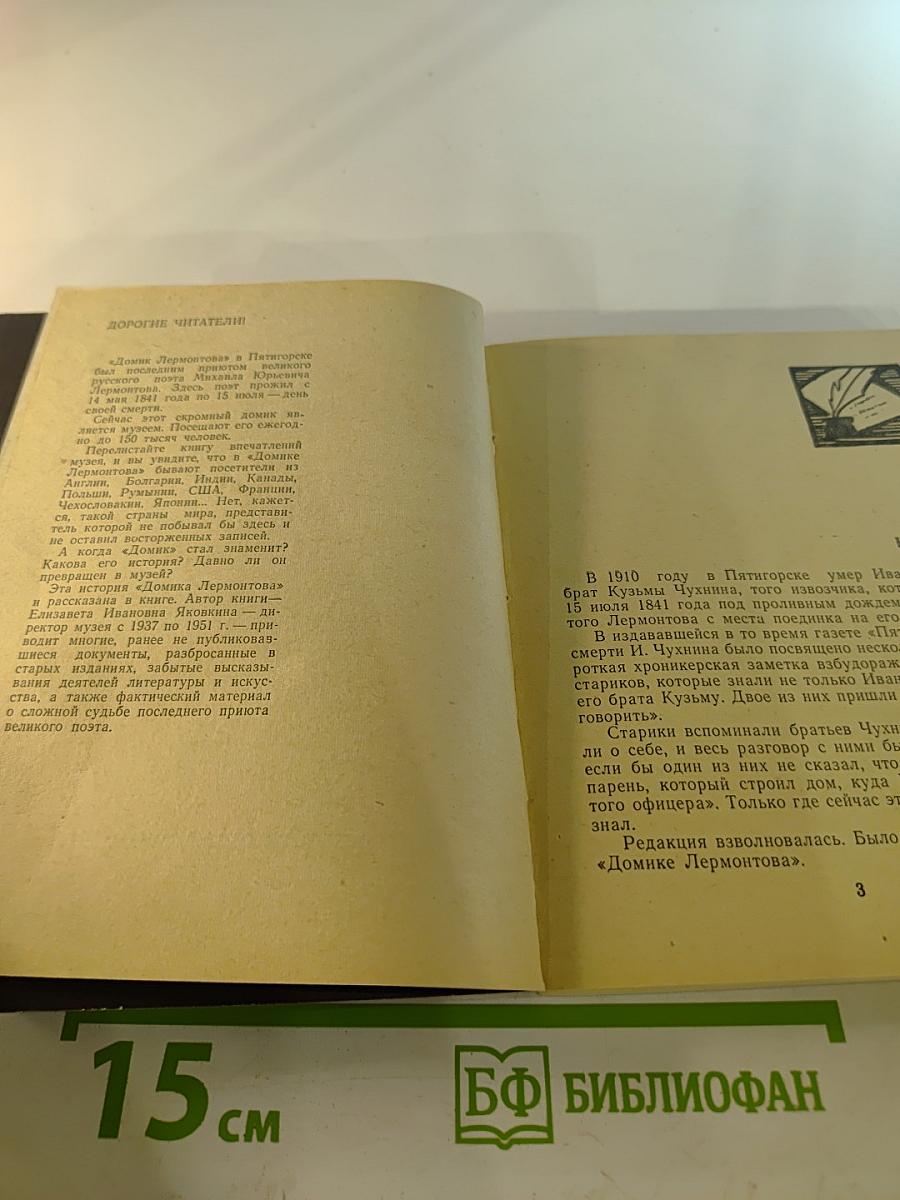 ДОРОГИЕ ЧИТАТЕЛИ!
«Домик Лермонтова» в Пятигорске
был последним приютом великого
русского поэта Михаила Юрьевича
Лермонтова. Здесь поэт прожил с
14 мая 1841 года по 15 июля — день
своей смерти.
Сейчас этот скромный домик яв-
ляется музеем. Посещают его ежегод-
но до 150 тысяч человек.
Перелистайте книгу впечатлений
музея, и вы увидите, что в «Домике
Лермонтова» бывают посетители из
Англии, Болгарии, Индии, Канады,
Польши, Румынии, США, Франции,
Чехословакии, Японии... Нет, кажет-
ся, такой страны мира, представи-
тель которой не побывал бы здесь и
не оставил восторженных записей.
А когда «Домик» стал знаменит?
Какова его история? Давно ли он
превращен в музей?
Эта история «Домика Лермонтова»
и рассказана в книге. Автор книги—
Елизавета Ивановна Яковкина — ди-
ректор музея с 1937 по 1951 г. — при-
водит многие, ранее не публиковав-
шиеся документы, разбросанные в
старых изданиях, забытые высказы-
вания деятелей литературы и искус-
ства, а также фактический материал
о сложной судьбе последнего приюта
великого поэта.
В 1910 году в Пятигорске умер Ива
брат Кузьмы Чухнина, того извозчика, кот
15 июля 1841 года под проливным дождем
того Лермонтова с места поединка на его
В издававшейся в то время газете «Пят
смерти И. Чухнина было посвящено нескол
роткая хроникерская заметка взбудораж
стариков, которые знали не только Иван
его брата Кузьму. Двое из них пришли
говорить».
Старики вспоминали братьев Чухн
ли о себе, и весь разговор с ними бы
если бы один из них не сказал, что
парень, который строил дом, куда
того офицера». Только где сейчас эт
знал.
Редакция взволновалась. Было
«Домике Лермонтова».
3
15 см
БФ БИБЛИОФАН